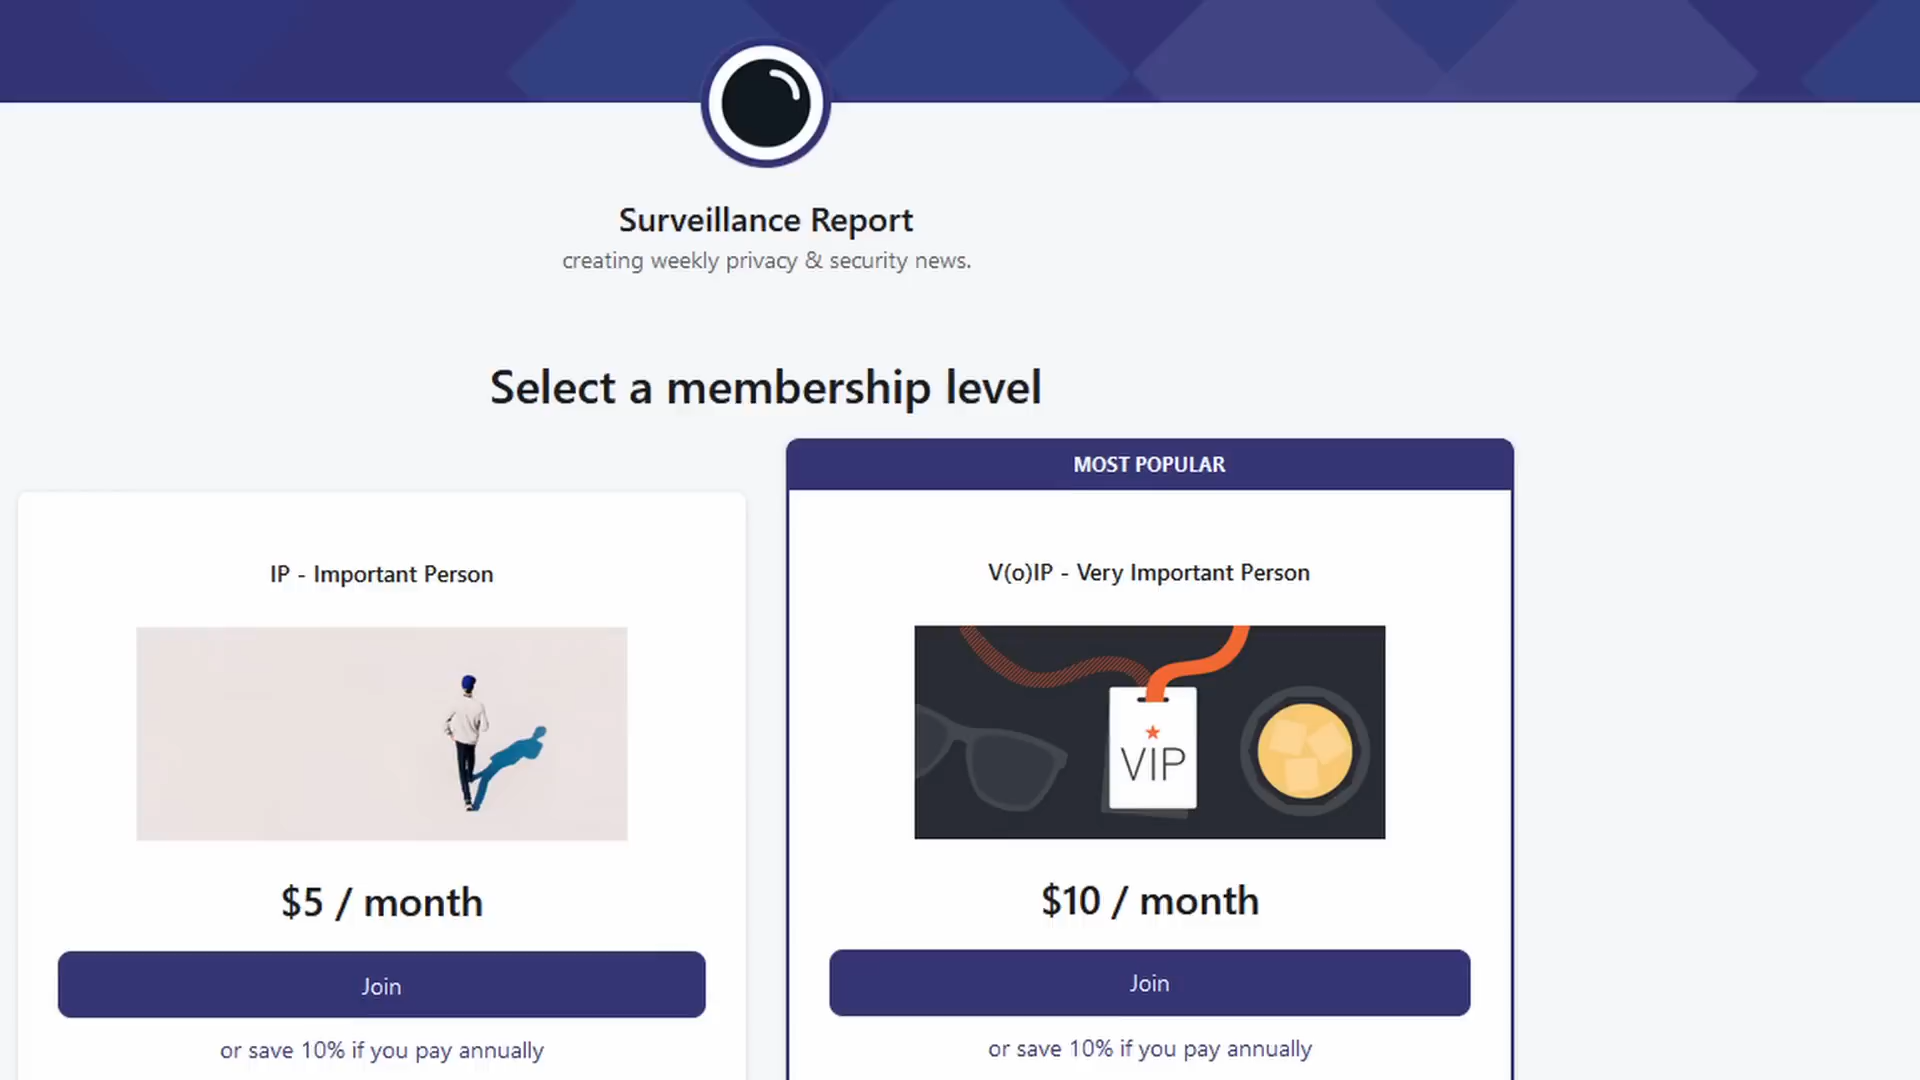 Surveillance Report
creating weekly privacy & security news.
Select a membership level
IP - Important Person
$5 / month
Join
or save 10% if you pay annually
MOST POPULAR
V(o)IP - Very Important Person
VIP
$10 / month
Join
or save 10% if you pay annually